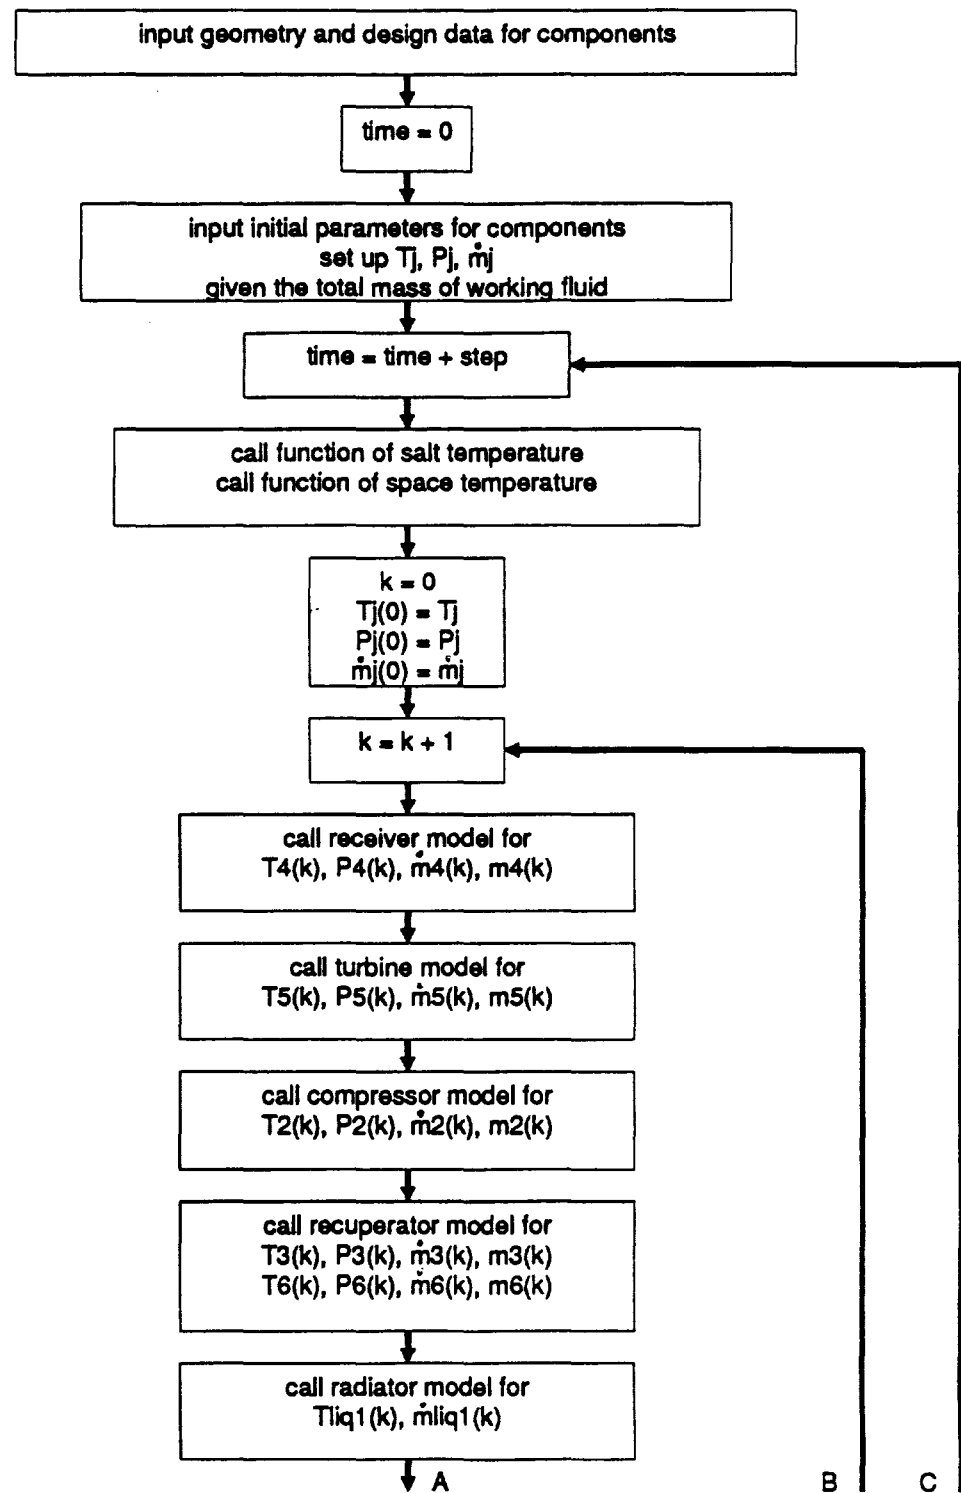 input geometry and design data for components
time = 0
input initial parameters for components
set up Tj, Pj, ṁj
given the total mass of working fluid
time = time + step
call function of salt temperature
call function of space temperature
k = 0
Tj(0) = Tj
Pj(0) = Pj
ṁj(0) = ṁj
k = k + 1
call receiver model for
T4(k), P4(k), ṁ4(k), m4(k)
call turbine model for
T5(k), P5(k), ṁ5(k), m5(k)
call compressor model for
T2(k), P2(k), ṁ2(k), m2(k)
call recuperator model for
T3(k), P3(k), ṁ3(k), m3(k)
T6(k), P6(k), ṁ6(k), m6(k)
call radiator model for
Tliq1(k), ṁliq1(k)
A B C